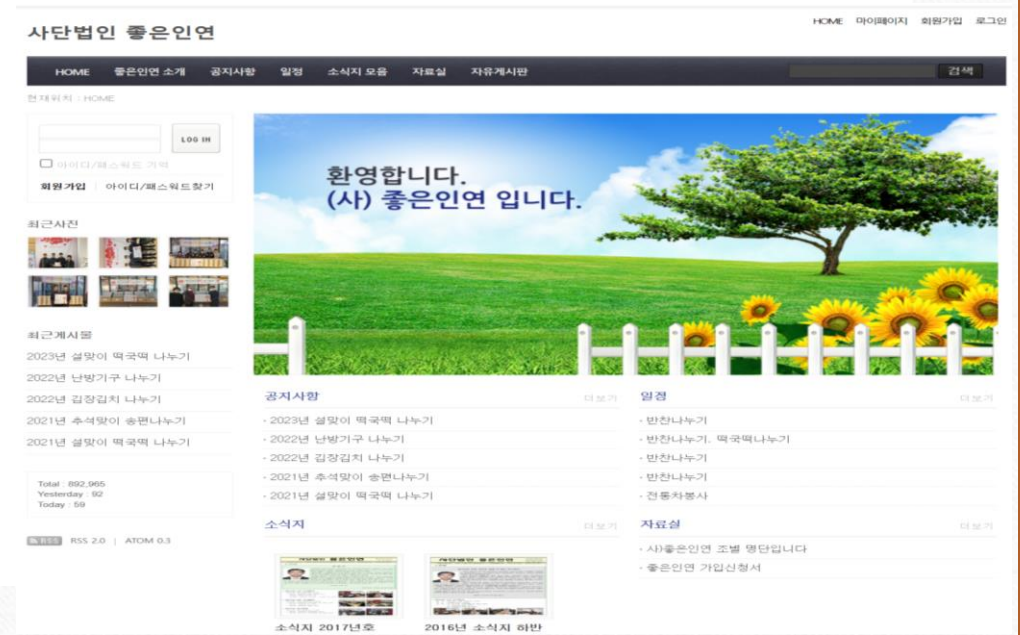 HOME 마이페이지 회원가입 로그인
사단법인 좋은인연
HOME 좋은인연 소개 공지사항 일정 소식지 모음 자료실 자유게시판 검색
현재위치 : HOME
LOG IN
아이디/패스워드 기억
회원가입 아이디/패스워드찾기
최근사진
최근게시물
2023년 설맞이 떡국떡 나누기
2022년 난방기구 나누기
2022년 김장김치 나누기
2021년 추석맞이 송편나누기
2021년 설맞이 떡국떡 나누기
Total : 892,965
Yesterday : 92
Today : 59
RSS RSS 2.0 | ATOM 0.3
환영합니다.
(사) 좋은인연 입니다.
공지사항 더보기
· 2023년 설맞이 떡국떡 나누기
· 2022년 난방기구 나누기
· 2022년 김장김치 나누기
· 2021년 추석맞이 송편나누기
· 2021년 설맞이 떡국떡 나누기
일정 더보기
· 반찬나누기
· 반찬나누기, 떡국떡나누기
· 반찬나누기
· 반찬나누기
· 전통차봉사
소식지 더보기
사단법인 좋은인연
사단법인 좋은인연
소식지 2017년호
2016년 소식지 하반
자료실 더보기
· 사)좋은인연 조별 명단입니다
· 좋은인연 가입신청서